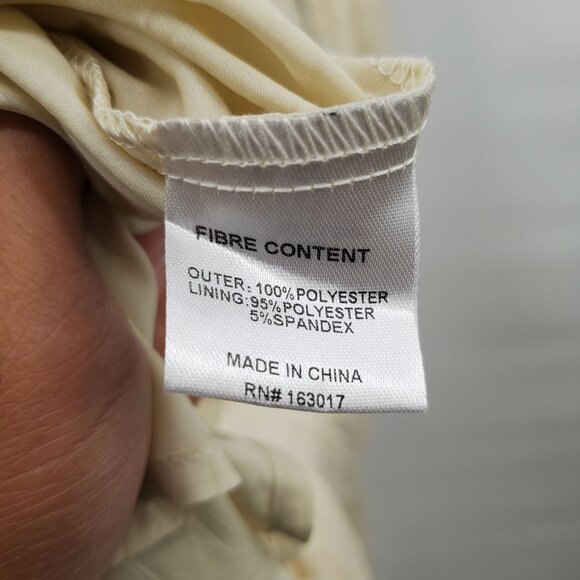 FIBRE CONTENT
OUTER: 100%POLYESTER
LINING:95%POLYESTER
5%SPANDEX
MADE IN CHINA
RN# 163017